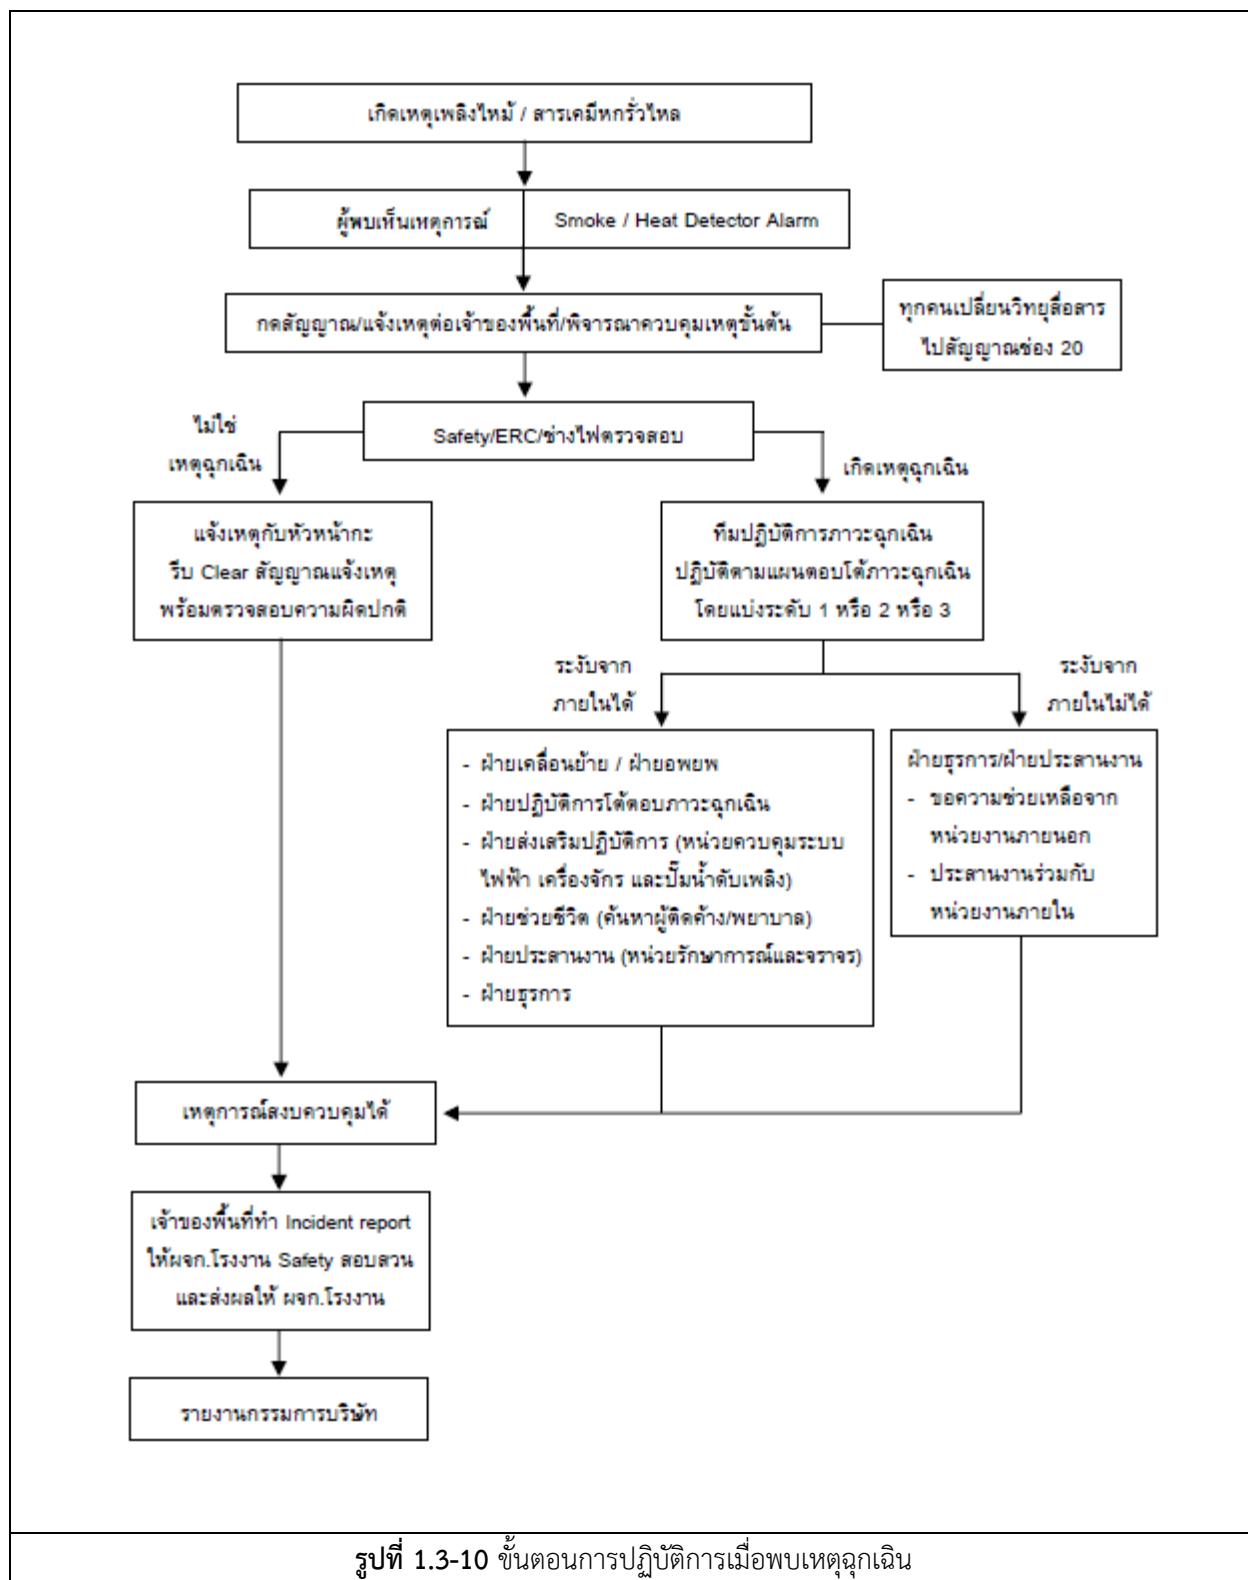 เกิดเหตุเพลิงไหม้ / สารเคมีหกรั่วไหล
ผู้พบเห็นเหตุการณ์
Smoke / Heat Detector Alarm
กดสัญญาณ/แจ้งเหตุต่อเจ้าของพื้นที่/พิจารณาควบคุมเหตุขั้นต้น
ทุกคนเปลี่ยนวิทยุสื่อสาร
ไปสัญญาณช่อง 20
Safety/ERC/ช่างไฟตรวจสอบ
ไม่ใช่
เหตุฉุกเฉิน
เกิดเหตุฉุกเฉิน
แจ้งเหตุกับหัวหน้ากะ
รีบ Clear สัญญาณแจ้งเหตุ
พร้อมตรวจสอบความผิดปกติ
ทีมปฏิบัติการภาวะฉุกเฉิน
ปฏิบัติตามแผนตอบโต้ภาวะฉุกเฉิน
โดยแบ่งระดับ 1 หรือ 2 หรือ 3
ระงับจาก
ภายในได้
ระงับจาก
ภายในไม่ได้
- ฝ่ายเคลื่อนย้าย / ฝ่ายอพยพ
- ฝ่ายปฏิบัติการโต้ตอบภาวะฉุกเฉิน
- ฝ่ายส่งเสริมปฏิบัติการ (หน่วยควบคุมระบบ
ไฟฟ้า เครื่องจักร และปั๊มน้ำดับเพลิง)
- ฝ่ายช่วยชีวิต (ค้นหาผู้ติดค้าง/พยาบาล)
- ฝ่ายประสานงาน (หน่วยรักษาการณ์และจราจร)
- ฝ่ายธุรการ
ฝ่ายธุรการ/ฝ่ายประสานงาน
- ขอความช่วยเหลือจาก
หน่วยงานภายนอก
- ประสานงานร่วมกับ
หน่วยงานภายใน
เหตุการณ์สงบควบคุมได้
เจ้าของพื้นที่ทำ Incident report
ให้ผจก.โรงงาน Safety สอบสวน
และส่งผลให้ ผจก.โรงงาน
รายงานกรรมการบริษัท
รูปที่ 1.3-10 ขั้นตอนการปฏิบัติการเมื่อพบเหตุฉุกเฉิน